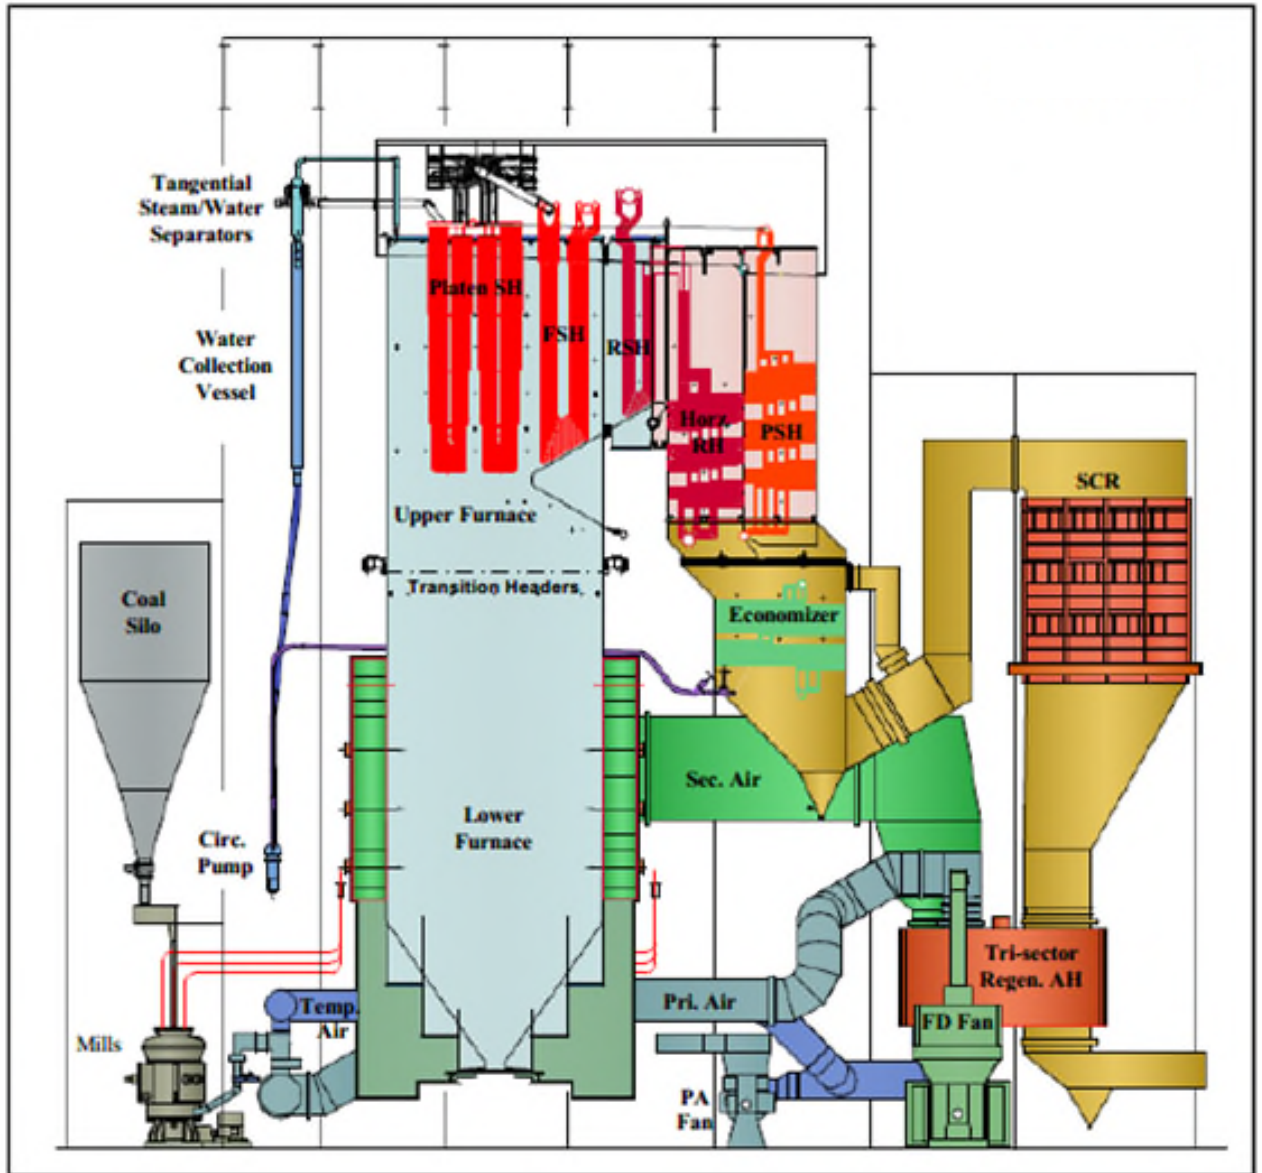 Tangential
Steam/Water
Separators
Platen SH
FSH
RSH
Water
Collection
Vessel
Horz.
RH
PSH
SCR
Upper Furnace
Transition Headers
Coal
Silo
Economizer
Sec. Air
Lower
Furnace
Circ.
Pump
Tri-sector
Regen. AH
Temp.
Air
Pri. Air
FD Fan
Mills
PA
Fan